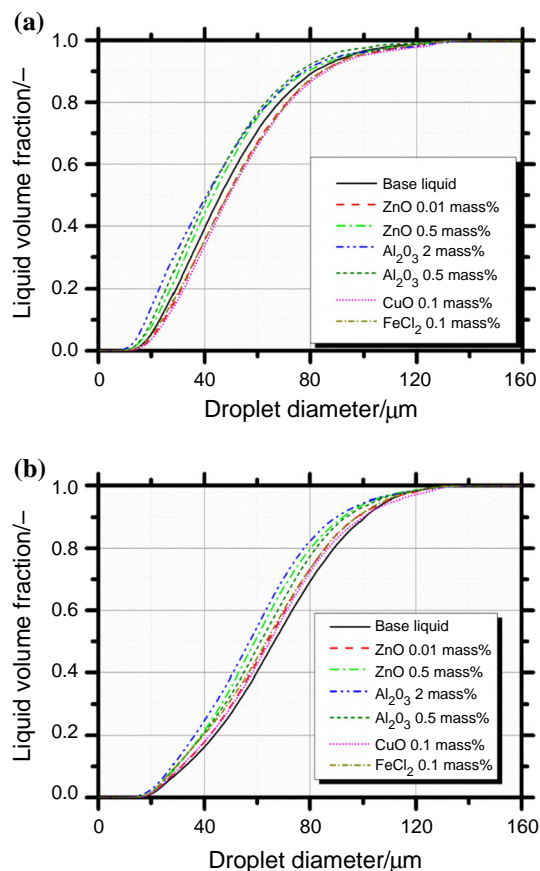 (a)
1.0
0.8
0.6
0.4
0.2
0.0
Liquid volume fraction/–
Base liquid
ZnO 0.01 mass%
ZnO 0.5 mass%
Al₂0₃ 2 mass%
Al₂0₃ 0.5 mass%
CuO 0.1 mass%
FeCl₂ 0.1 mass%
0 40 80 120 160
Droplet diameter/μm
(b)
1.0
0.8
0.6
0.4
0.2
0.0
Liquid volume fraction/–
Base liquid
ZnO 0.01 mass%
ZnO 0.5 mass%
Al₂0₃ 2 mass%
Al₂0₃ 0.5 mass%
CuO 0.1 mass%
FeCl₂ 0.1 mass%
0 40 80 120 160
Droplet diameter/μm